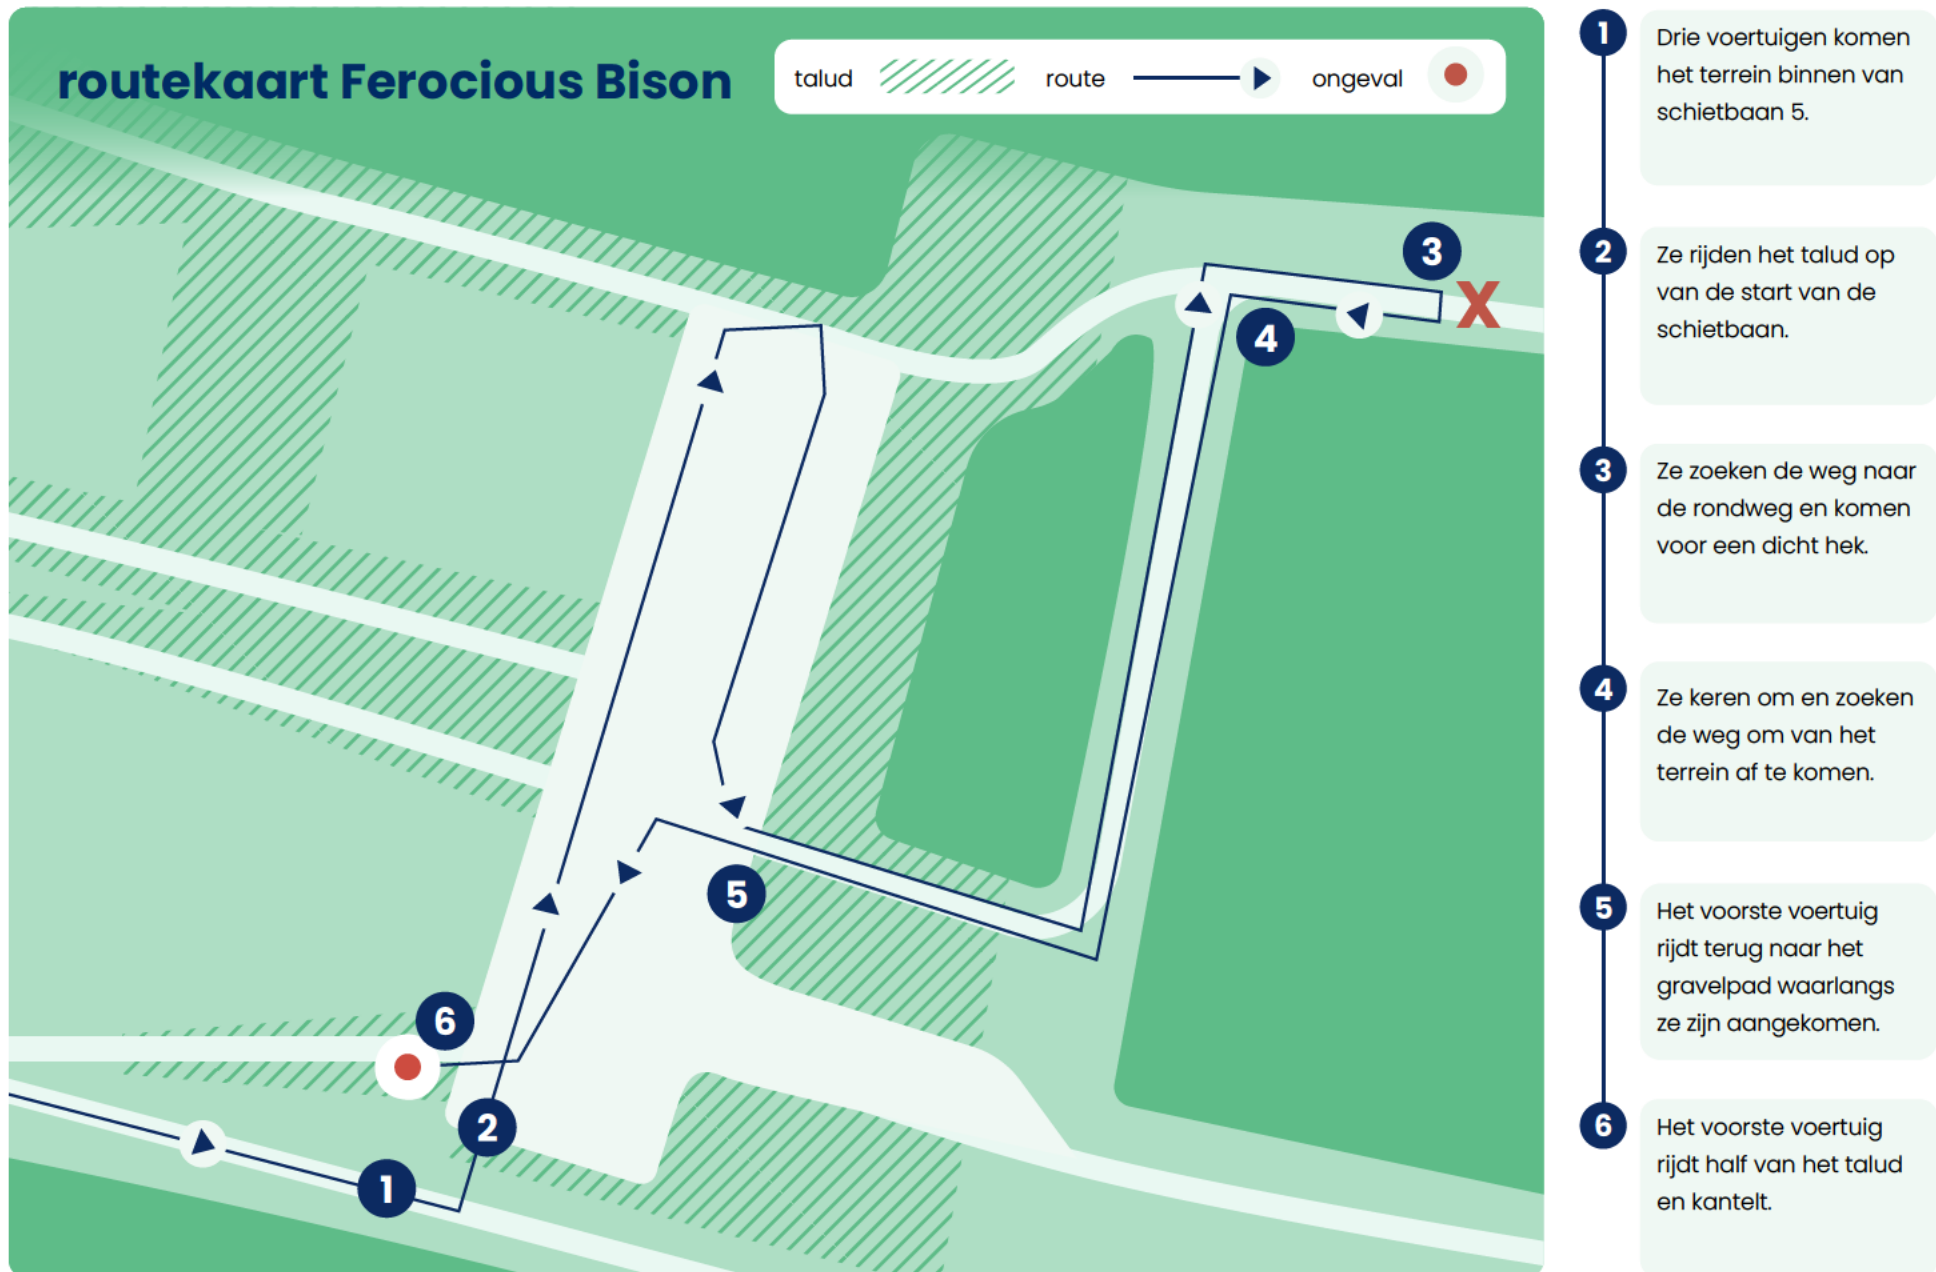 routekaart Ferocious Bison
talud
route
ongeval
3
X
4
5
6
2
1
1
Drie voertuigen komen
het terrein binnen van
schietbaan 5.
2
Ze rijden het talud op
van de start van de
schietbaan.
3
Ze zoeken de weg naar
de rondweg en komen
voor een dicht hek.
4
Ze keren om en zoeken
de weg om van het
terrein af te komen.
5
Het voorste voertuig
rijdt terug naar het
gravelpad waarlangs
ze zijn aangekomen.
6
Het voorste voertuig
rijdt half van het talud
en kantelt.